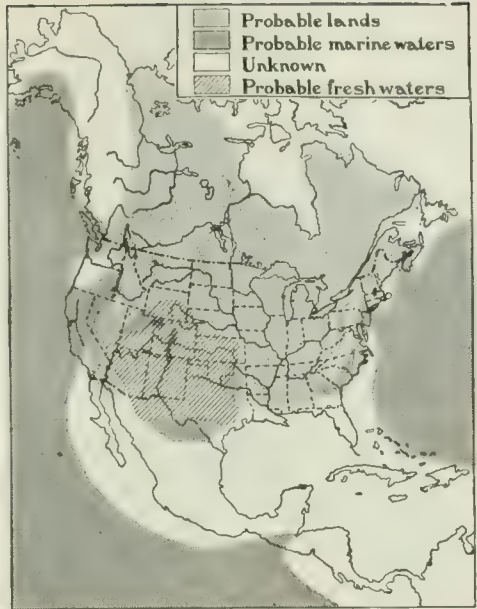 Probable lands
Probable marine waters
Unknown
Probable fresh waters